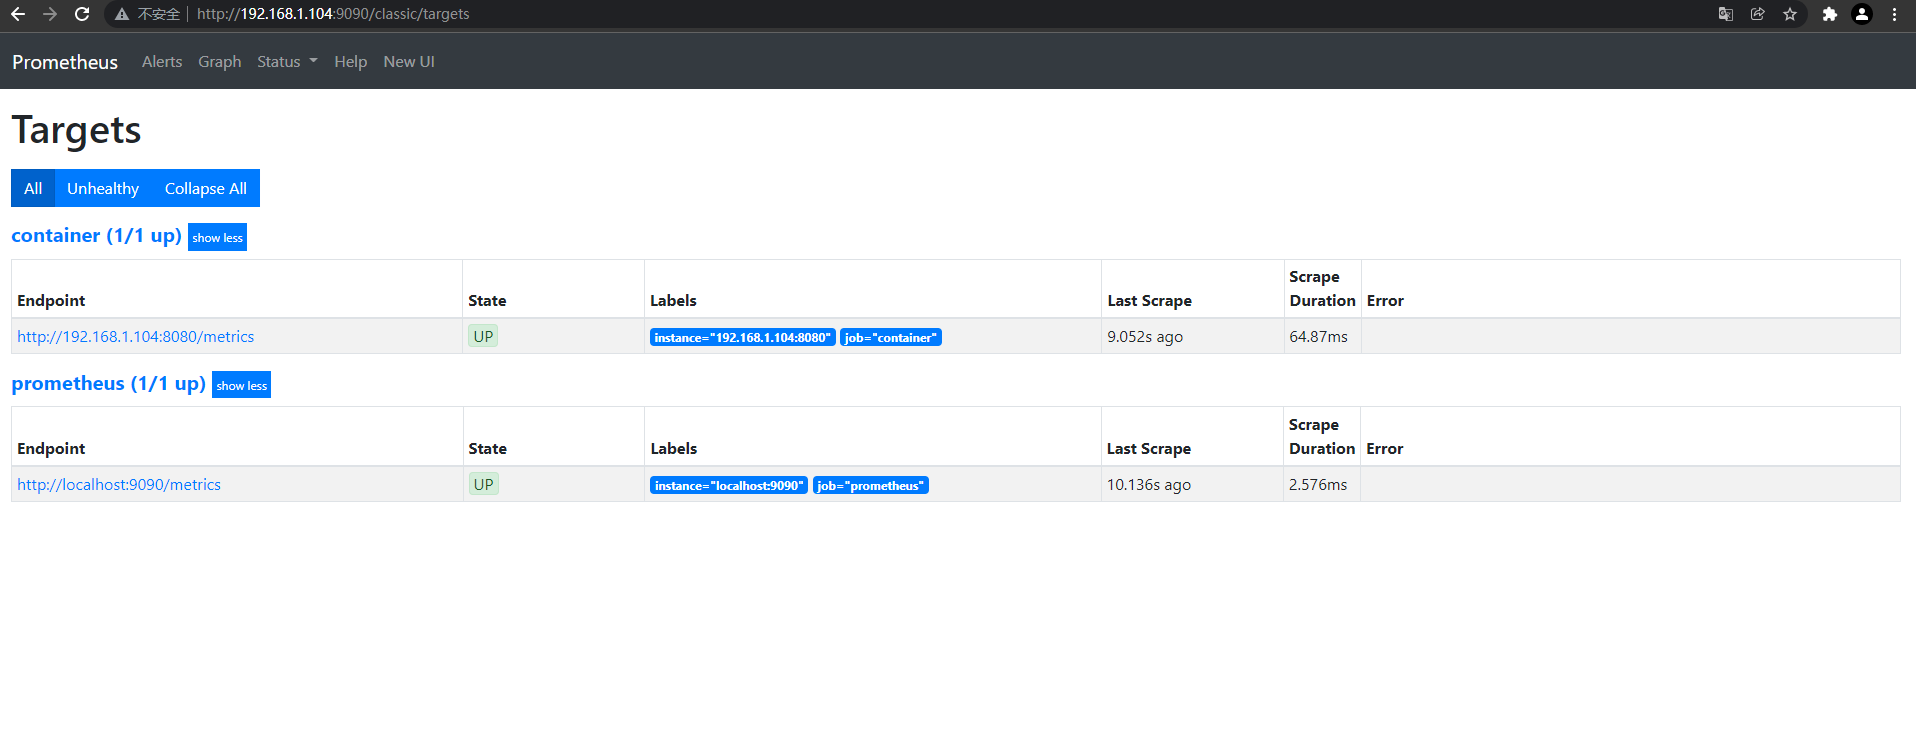 不安全 http://192.168.1.104:9090/classic/targets
Prometheus Alerts Graph Status Help New UI
Targets
All Unhealthy Collapse All
container (1/1 up) show less
Endpoint State Labels Last Scrape Scrape Duration Error
http://192.168.1.104:8080/metrics UP instance="192.168.1.104:8080" job="container" 9.052s ago 64.87ms
prometheus (1/1 up) show less
Endpoint State Labels Last Scrape Scrape Duration Error
http://localhost:9090/metrics UP instance="localhost:9090" job="prometheus" 10.136s ago 2.576ms